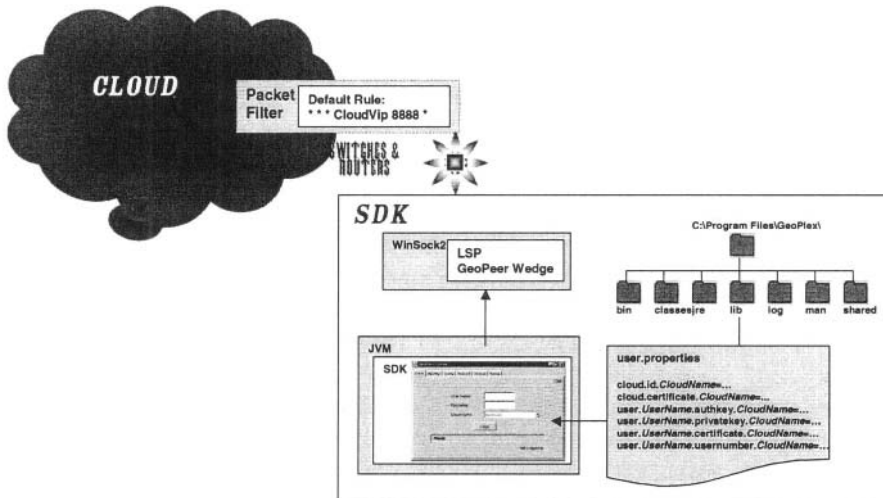 CLOUD
Packet
Filter
Default Rule:
* * * CloudVip 8888 *
SWITCHES &
ROUTERS
SDK
WinSock2
LSP
GeoPeer Wedge
C:\Program Files\GeoPlex\
bin
classes
jre
lib
log
man
shared
JVM
SDK
user.properties
cloud.id.CloudName=...
cloud.certificate.CloudName=...
user.UserName.authkey.CloudName=...
user.UserName.privatekey.CloudName=...
user.UserName.certificate.CloudName=...
user.UserName.usernumber.CloudName=...